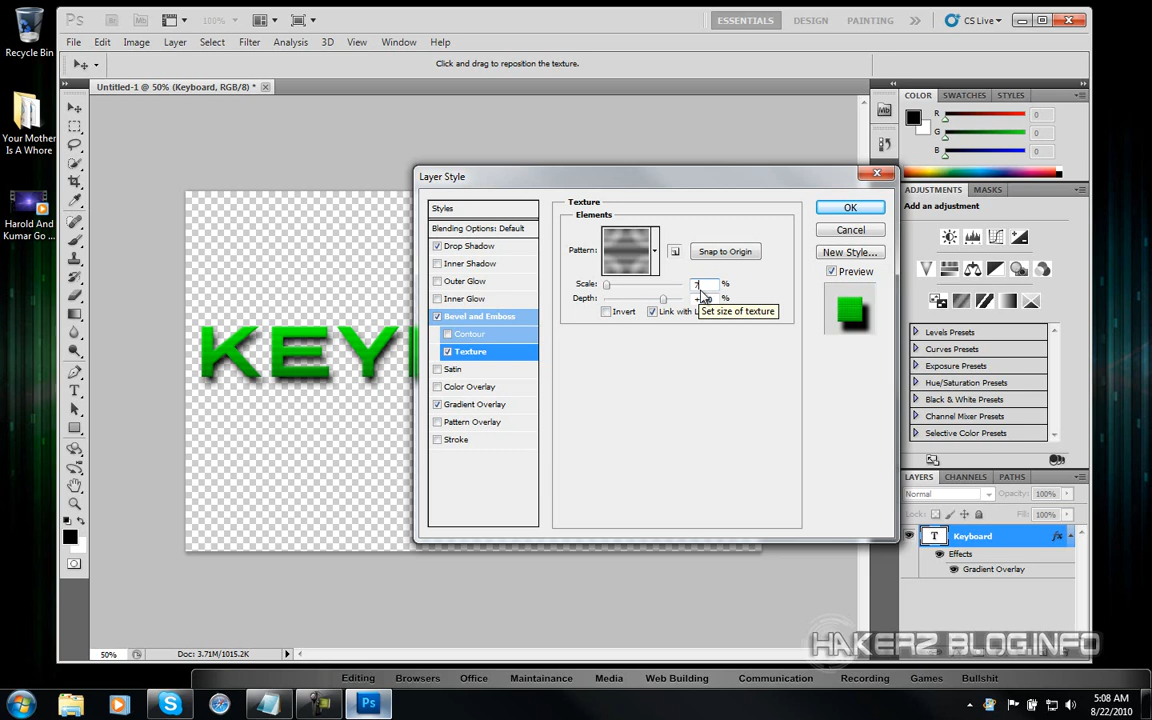 Recycle Bin
Your Mother
Is A Whore
Harold And
Kumar Go ...
Ps
Br
Mb
100%
ESSENTIALS
DESIGN
PAINTING
CS Live
File Edit Image Layer Select Filter Analysis 3D View Window Help
Click and drag to reposition the texture.
Untitled-1 @ 50% (Keyboard, RGB/8) *
KEY
Layer Style
Styles
Blending Options: Default
Drop Shadow
Inner Shadow
Outer Glow
Inner Glow
Bevel and Emboss
Contour
Texture
Satin
Color Overlay
Gradient Overlay
Pattern Overlay
Stroke
Texture
Elements
Pattern:
Snap to Origin
Scale: 7 %
Depth: %
Invert
Link with
Set size of texture
OK
Cancel
New Style...
Preview
COLOR SWATCHES STYLES
R 0
G 0
B 0
ADJUSTMENTS MASKS
Add an adjustment
Levels Presets
Curves Presets
Exposure Presets
Hue/Saturation Presets
Black & White Presets
Channel Mixer Presets
Selective Color Presets
LAYERS CHANNELS PATHS
Normal Opacity: 100%
Lock: Fill: 100%
T Keyboard fx
Effects
Gradient Overlay
50% Doc: 3.71M/1015.2K
HAKERZ BLOG.INFO
Editing Browsers Office Maintanance Media Web Building Communication Recording Games Bullshit
Ps
5:08 AM
8/22/2010